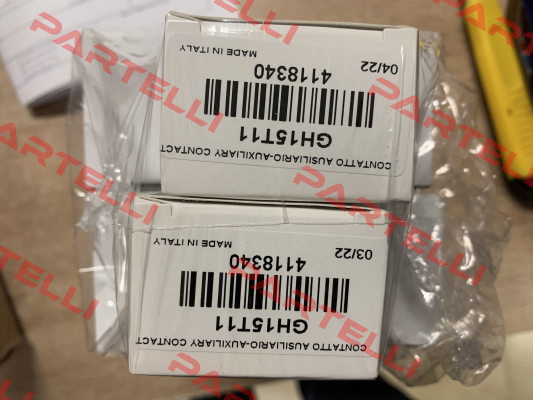 CONTATTO AUSILIARIO-AUXILIARY CONTACT
GH15T11
4118340
03/22
MADE IN ITALY
CONTATTO AUSILIARIO-AUXILIARY CONTACT
GH15T11
4118340
04/22
MADE IN ITALY
PARTELLI
PARTELLI
PARTELLI
PARTELLI
PARTELLI
PARTELLI